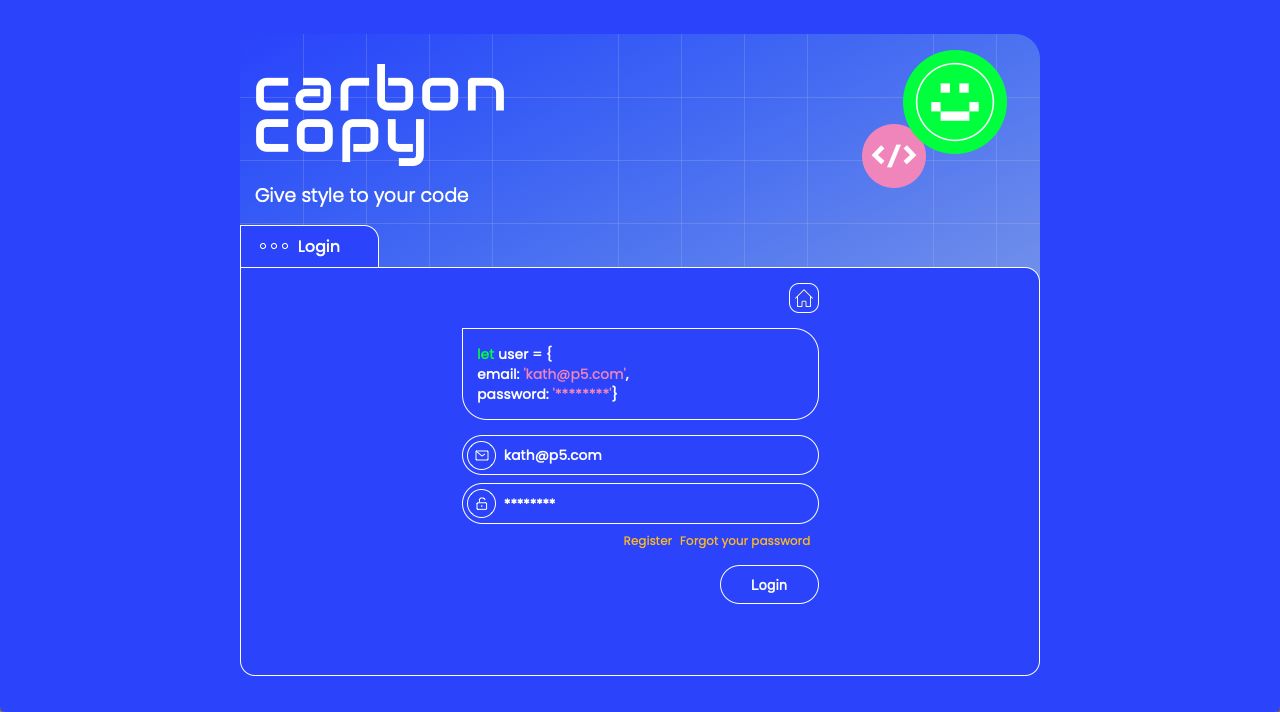 carbon
copy
Give style to your code
Login
let user = {
email: 'kath@p5.com',
password: '********'}
kath@p5.com
********
Register Forgot your password
Login